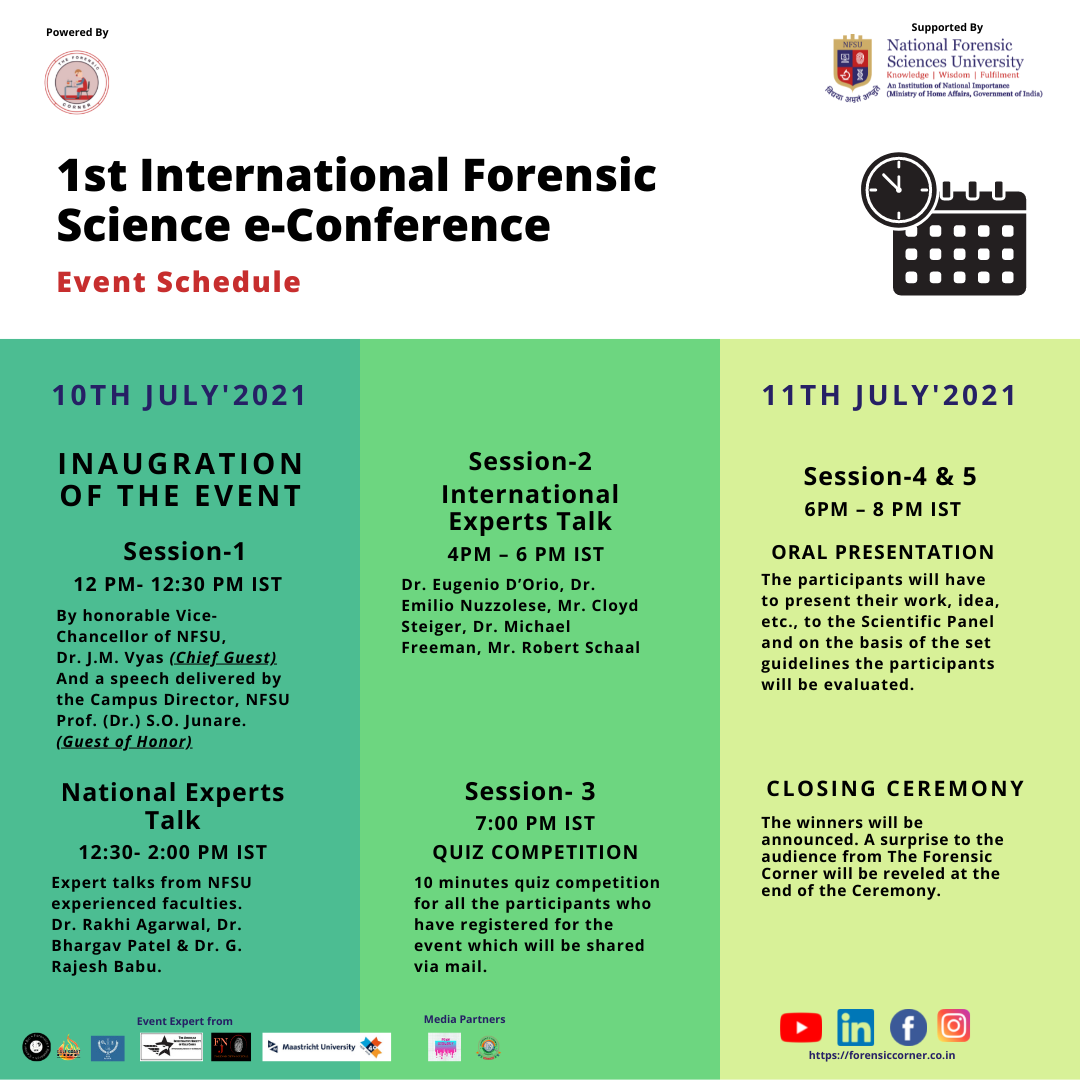 Powered By
THE FORENSIC
CORNER
Supported By
NFSU
National Forensic
Sciences University
Knowledge | Wisdom | Fulfilment
An Institution of National Importance
(Ministry of Home Affairs, Government of India)
विद्यया अमृतं अश्नुते
1st International Forensic
Science e-Conference
Event Schedule
10TH JULY'2021
INAUGRATION
OF THE EVENT
Session-1
12 PM- 12:30 PM IST
By honorable Vice-
Chancellor of NFSU,
Dr. J.M. Vyas (Chief Guest)
And a speech delivered by
the Campus Director, NFSU
Prof. (Dr.) S.O. Junare.
(Guest of Honor)
National Experts
Talk
12:30- 2:00 PM IST
Expert talks from NFSU
experienced faculties.
Dr. Rakhi Agarwal, Dr.
Bhargav Patel & Dr. G.
Rajesh Babu.
Session-2
International
Experts Talk
4PM – 6 PM IST
Dr. Eugenio D’Orio, Dr.
Emilio Nuzzolese, Mr. Cloyd
Steiger, Dr. Michael
Freeman, Mr. Robert Schaal
Session- 3
7:00 PM IST
QUIZ COMPETITION
10 minutes quiz competition
for all the participants who
have registered for the
event which will be shared
via mail.
11TH JULY'2021
Session-4 & 5
6PM – 8 PM IST
ORAL PRESENTATION
The participants will have
to present their work, idea,
etc., to the Scientific Panel
and on the basis of the set
guidelines the participants
will be evaluated.
CLOSING CEREMONY
The winners will be
announced. A surprise to the
audience from The Forensic
Corner will be reveled at the
end of the Ceremony.
Event Expert from
FN
Maastricht University
Media Partners
in
f
https://forensiccorner.co.in